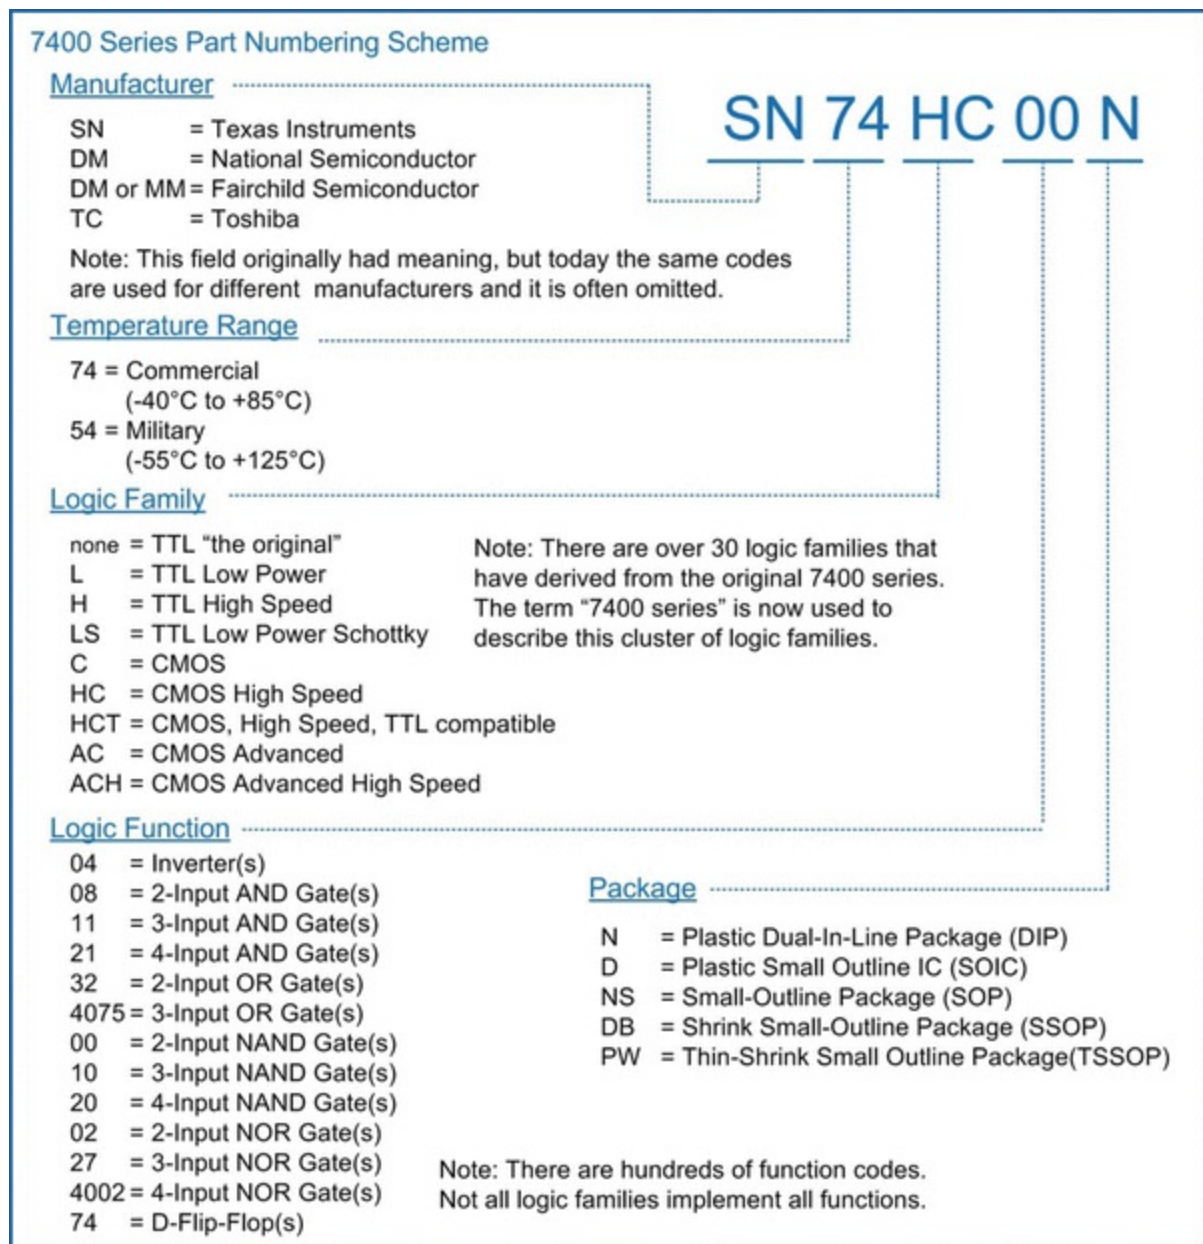 7400 Series Part Numbering Scheme
Manufacturer
SN 74 HC 00 N
SN = Texas Instruments
DM = National Semiconductor
DM or MM = Fairchild Semiconductor
TC = Toshiba
Note: This field originally had meaning, but today the same codes
are used for different manufacturers and it is often omitted.
Temperature Range
74 = Commercial
(-40°C to +85°C)
54 = Military
(-55°C to +125°C)
Logic Family
none = TTL “the original”
L = TTL Low Power
H = TTL High Speed
LS = TTL Low Power Schottky
C = CMOS
HC = CMOS High Speed
HCT = CMOS, High Speed, TTL compatible
AC = CMOS Advanced
ACH = CMOS Advanced High Speed
Note: There are over 30 logic families that
have derived from the original 7400 series.
The term “7400 series” is now used to
describe this cluster of logic families.
Logic Function
04 = Inverter(s)
08 = 2-Input AND Gate(s)
11 = 3-Input AND Gate(s)
21 = 4-Input AND Gate(s)
32 = 2-Input OR Gate(s)
4075 = 3-Input OR Gate(s)
00 = 2-Input NAND Gate(s)
10 = 3-Input NAND Gate(s)
20 = 4-Input NAND Gate(s)
02 = 2-Input NOR Gate(s)
27 = 3-Input NOR Gate(s)
4002 = 4-Input NOR Gate(s)
74 = D-Flip-Flop(s)
Package
N = Plastic Dual-In-Line Package (DIP)
D = Plastic Small Outline IC (SOIC)
NS = Small-Outline Package (SOP)
DB = Shrink Small-Outline Package (SSOP)
PW = Thin-Shrink Small Outline Package(TSSOP)
Note: There are hundreds of function codes.
Not all logic families implement all functions.